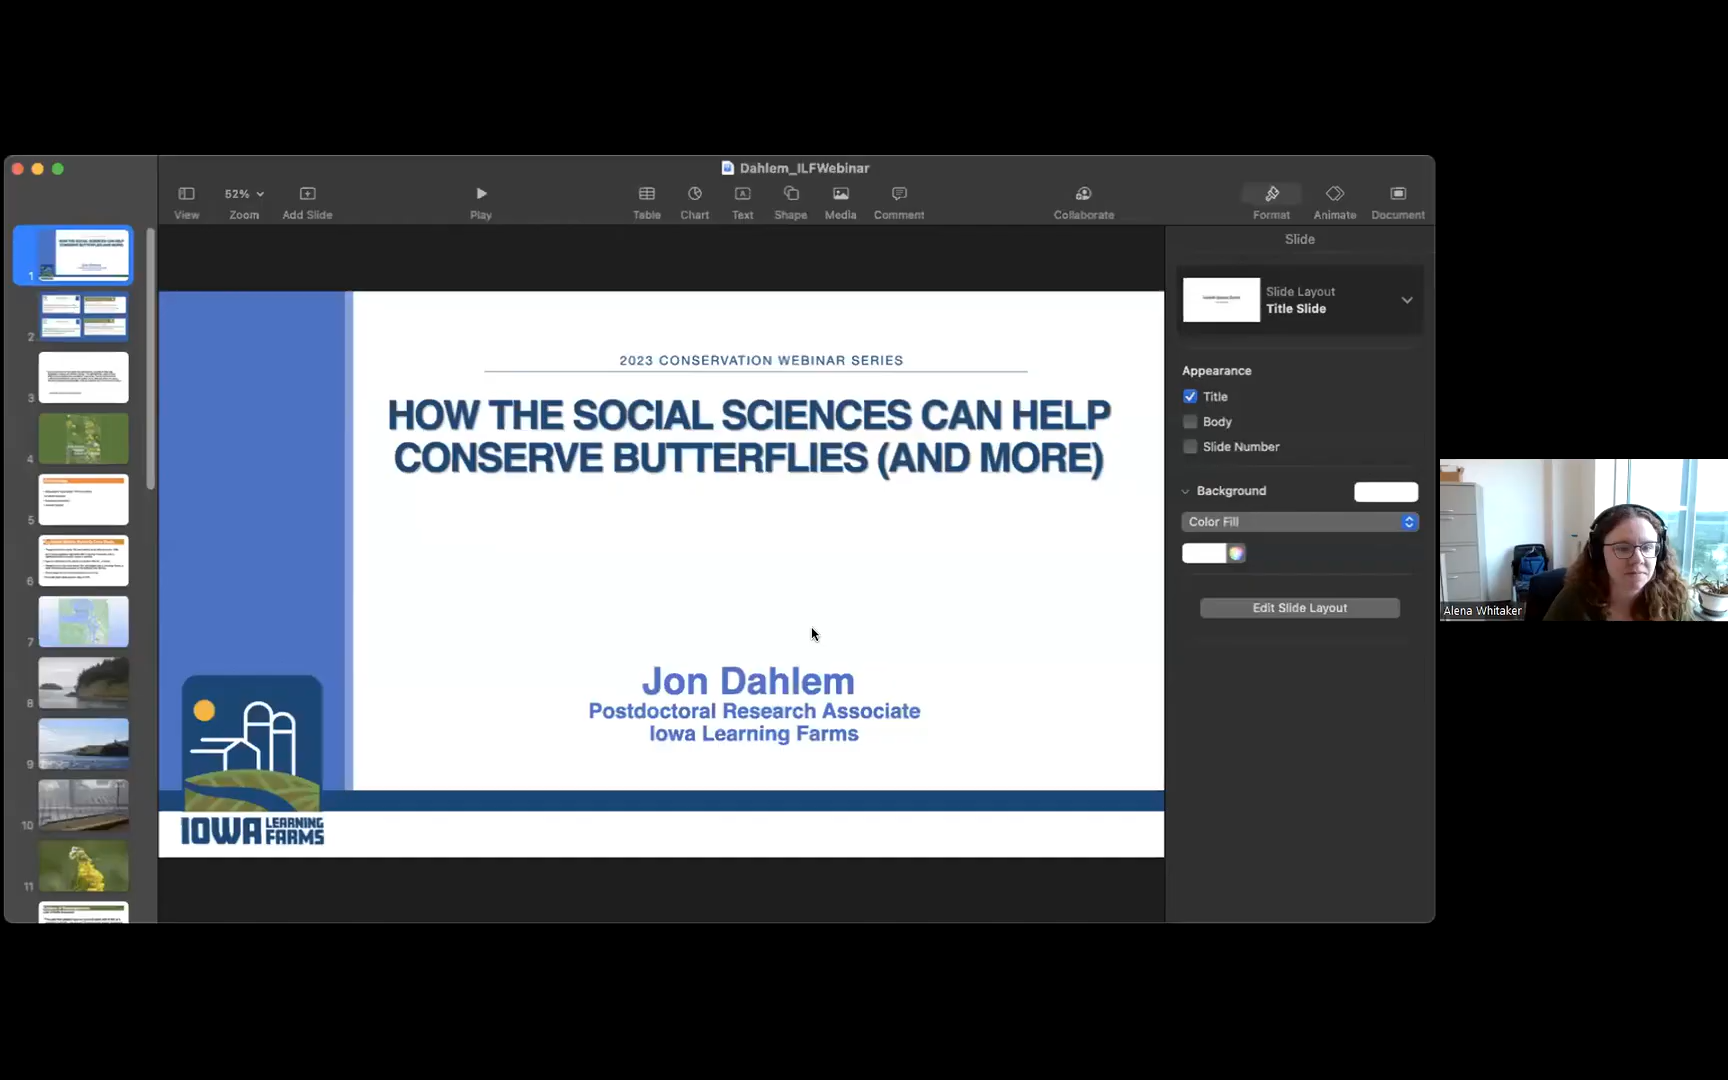 Dahlem_ILFWebinar
52%
View
Zoom
Add Slide
Play
Table
Chart
Text
Shape
Media
Comment
Collaborate
Format
Animate
Document
1
2
3
4
5
6
7
8
9
10
11
2023 CONSERVATION WEBINAR SERIES
HOW THE SOCIAL SCIENCES CAN HELP
CONSERVE BUTTERFLIES (AND MORE)
Jon Dahlem
Postdoctoral Research Associate
Iowa Learning Farms
IOWA LEARNING FARMS
Slide
Slide Layout
Title Slide
Appearance
Title
Body
Slide Number
Background
Color Fill
Edit Slide Layout
Alena Whitaker